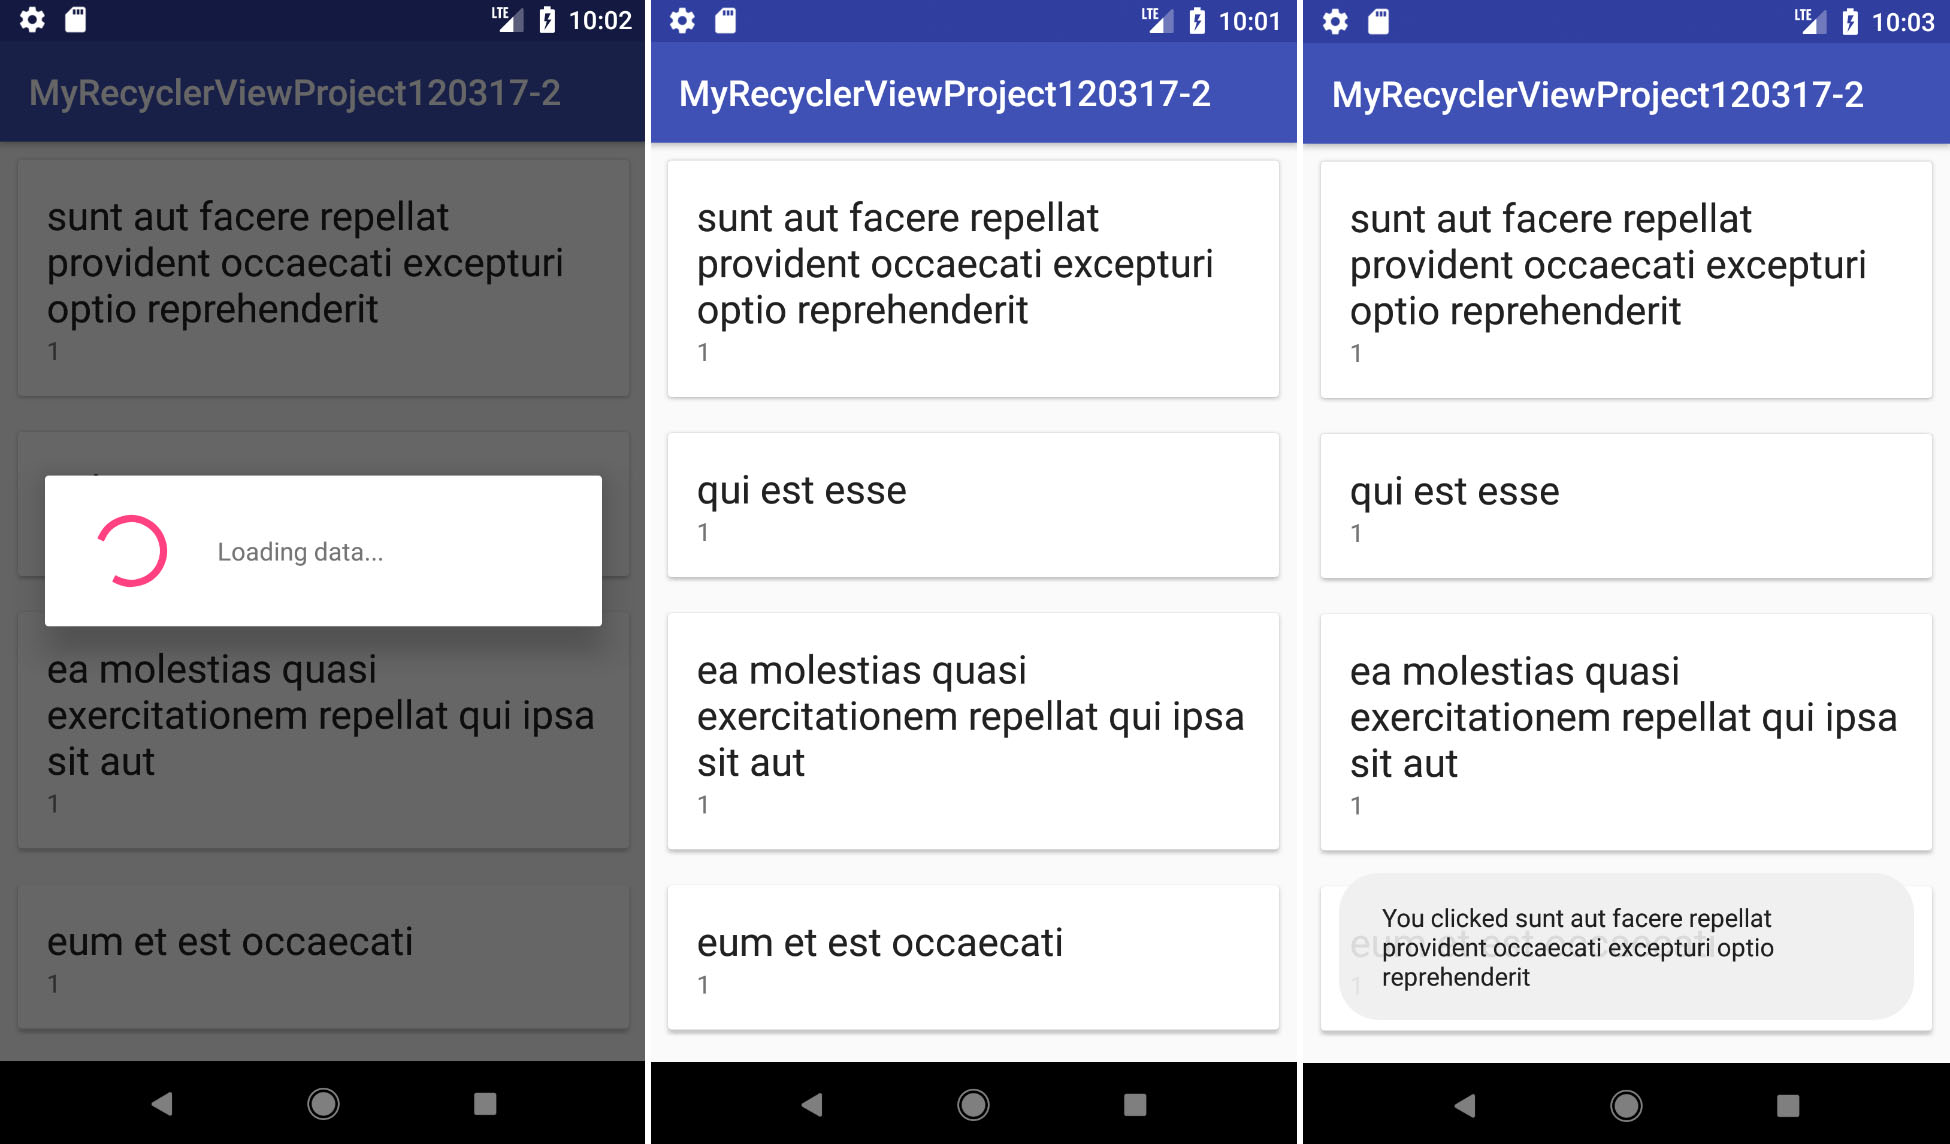 LTE 10:02
MyRecyclerViewProject120317-2
sunt aut facere repellat
provident occaecati excepturi
optio reprehenderit
1
Loading data...
ea molestias quasi
exercitationem repellat qui ipsa
sit aut
1
eum et est occaecati
1
LTE 10:01
MyRecyclerViewProject120317-2
sunt aut facere repellat
provident occaecati excepturi
optio reprehenderit
1
qui est esse
1
ea molestias quasi
exercitationem repellat qui ipsa
sit aut
1
eum et est occaecati
1
LTE 10:03
MyRecyclerViewProject120317-2
sunt aut facere repellat
provident occaecati excepturi
optio reprehenderit
1
qui est esse
1
ea molestias quasi
exercitationem repellat qui ipsa
sit aut
1
You clicked sunt aut facere repellat
eum et est occaecati
provident occaecati excepturi optio
reprehenderit
1